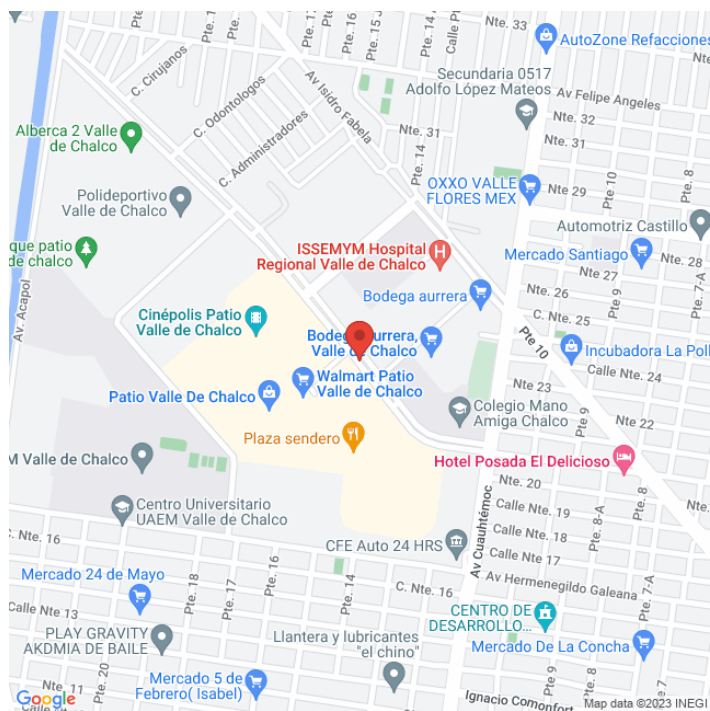 Pte. 17
Pte. 16
Pte. 15
Calle P
Nte. 33
AutoZone Refacciones
C. Cirujanos
C. Odontologos
Av Isidro Fabela
Secundaria 0517
Adolfo López Mateos
Av Felipe Angeles
Nte. 32
Nte. 31
Nte. 31
Alberca 2 Valle
de Chalco
C. Administradores
Pte. 14
Pte. 10
Pte. 8
Polideportivo
Valle de Chalco
OXXO VALLE
FLORES MEX
Nte 29
Automotriz Castillo
que patio
de chalco
ISSEMYM Hospital
Regional Valle de Chalco
Mercado Santiago
Nte. 28
Nte. 27
Bodega aurrera
Nte. 26
Pte. 9
Pte. 7-A
Av. Acapol
Cinépolis Patio
Valle de Chalco
C. Nte. 25
Pte 10
Bodega aurrera,
Valle de Chalco
Incubadora La Poll
Calle Nte. 24
Walmart Patio
Valle de Chalco
Patio Valle De Chalco
Nte 23
Colegio Mano
Amiga Chalco
Pte 9
Nte 22
Plaza sendero
M Valle de Chalco
Hotel Posada El Delicioso
Nte. 20
Pte. 8
Centro Universitario
UAEM Valle de Chalco
Calle Nte. 19
Calle Nte. 18
Pte. 8-A
C. Nte. 16
CFE Auto 24 HRS
Av Cuauhtémoc
Calle Nte 17
Mercado 24 de Mayo
Pte. 18
Pte. 17
Pte. 14
C. Nte. 16
Av Hermenegildo Galeana
Pte. 7-A
Calle Nte 13
CENTRO DE
DESARROLLO...
PLAY GRAVITY
AKDMIA DE BAILE
Llantera y lubricantes
"el chino"
Mercado De La Concha
Pte. 20
Mercado 5 de
Febrero( Isabel)
Nte. 11
Pte 7
Ignacio Comonfort
Google
Map data ©2023 INEGI